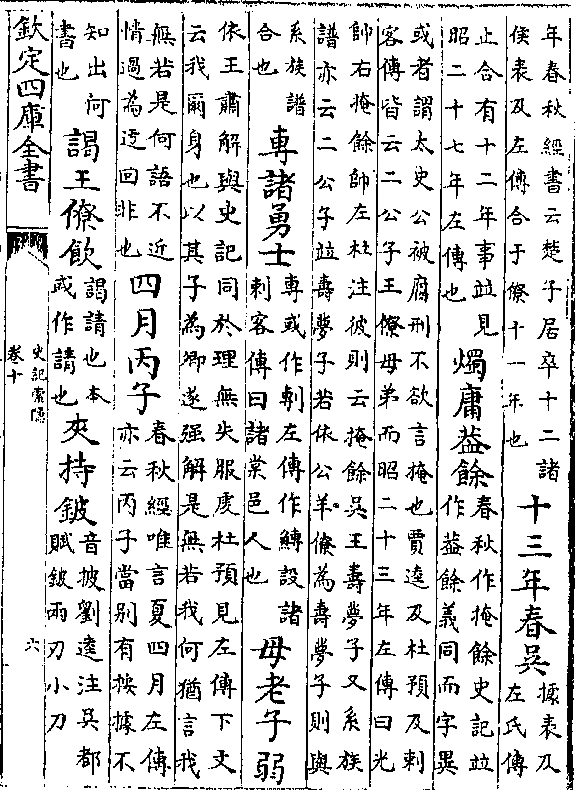 年春秋經書云楚子居卒十二諸
侯表及左傳合于僚十一年也
十三年春吳
據表及
左氏傳
止合有十二年事並見
昭二十七年左傳也
燭庸葢餘
春秋作掩餘史記並
作葢餘義同而字異
或者謂太史公被腐刑不欲言掩也賈逵及杜預及刺
客傳皆云二公子王僚母弟而昭二十三年左傳曰光
帥右掩餘帥左杜注彼則云掩餘吳王壽夢子又系族
譜亦云二公子並壽夢子若依公羊僚為壽夢子則與
系族譜
合也
專諸勇士
專或作剸左傳作鱄設諸
刺客傳曰諸棠邑人也
母老子弱
依王肅解與史記同於理無失服虔杜預見左傳下文
云我爾身也以其子為卿遂强解是無若我何猶言我
無若是何語不近
情過為迂回非也
四月丙子
春秋經唯言夏四月左傳
亦云丙子當别有按據不
知出何
書也
謁王僚飲
謁請也本
或作請也
夾持鈹
音披劉逵注吳都
賦鈹兩刃小刀
欽定四庫全書
史記索隱
卷十
六